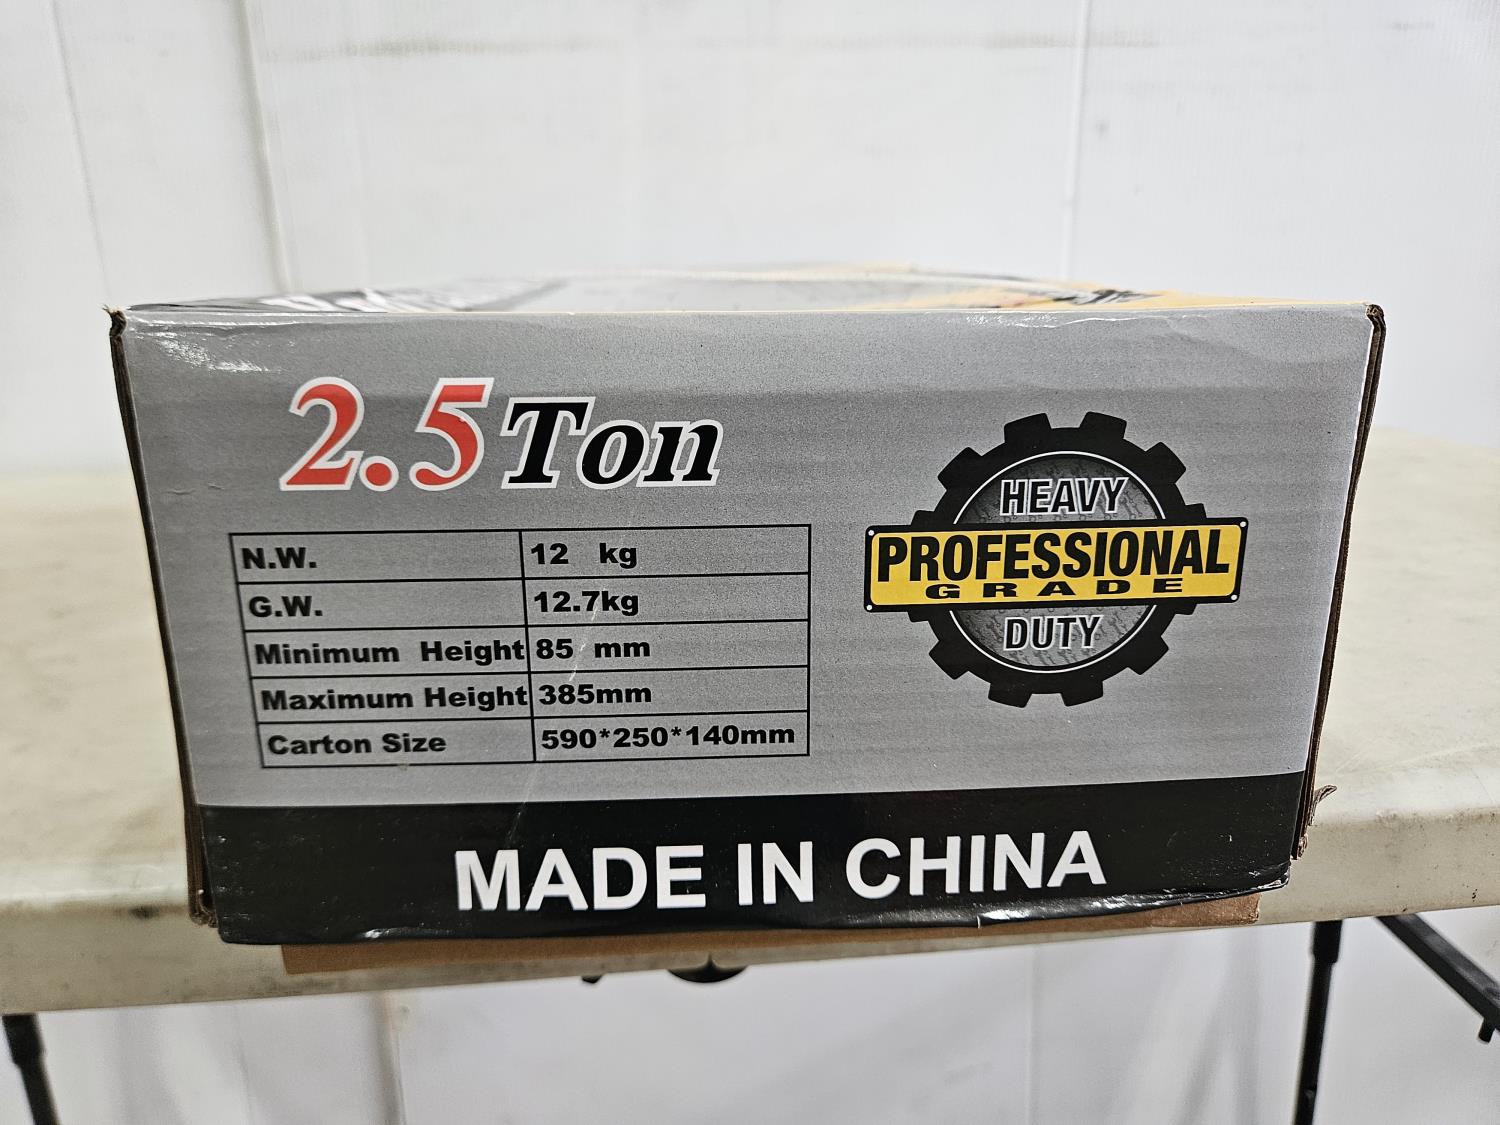 2.5 Ton
N.W. 12 kg
G.W. 12.7kg
Minimum Height 85 mm
Maximum Height 385mm
Carton Size 590*250*140mm
HEAVY
PROFESSIONAL
GRADE
DUTY
MADE IN CHINA